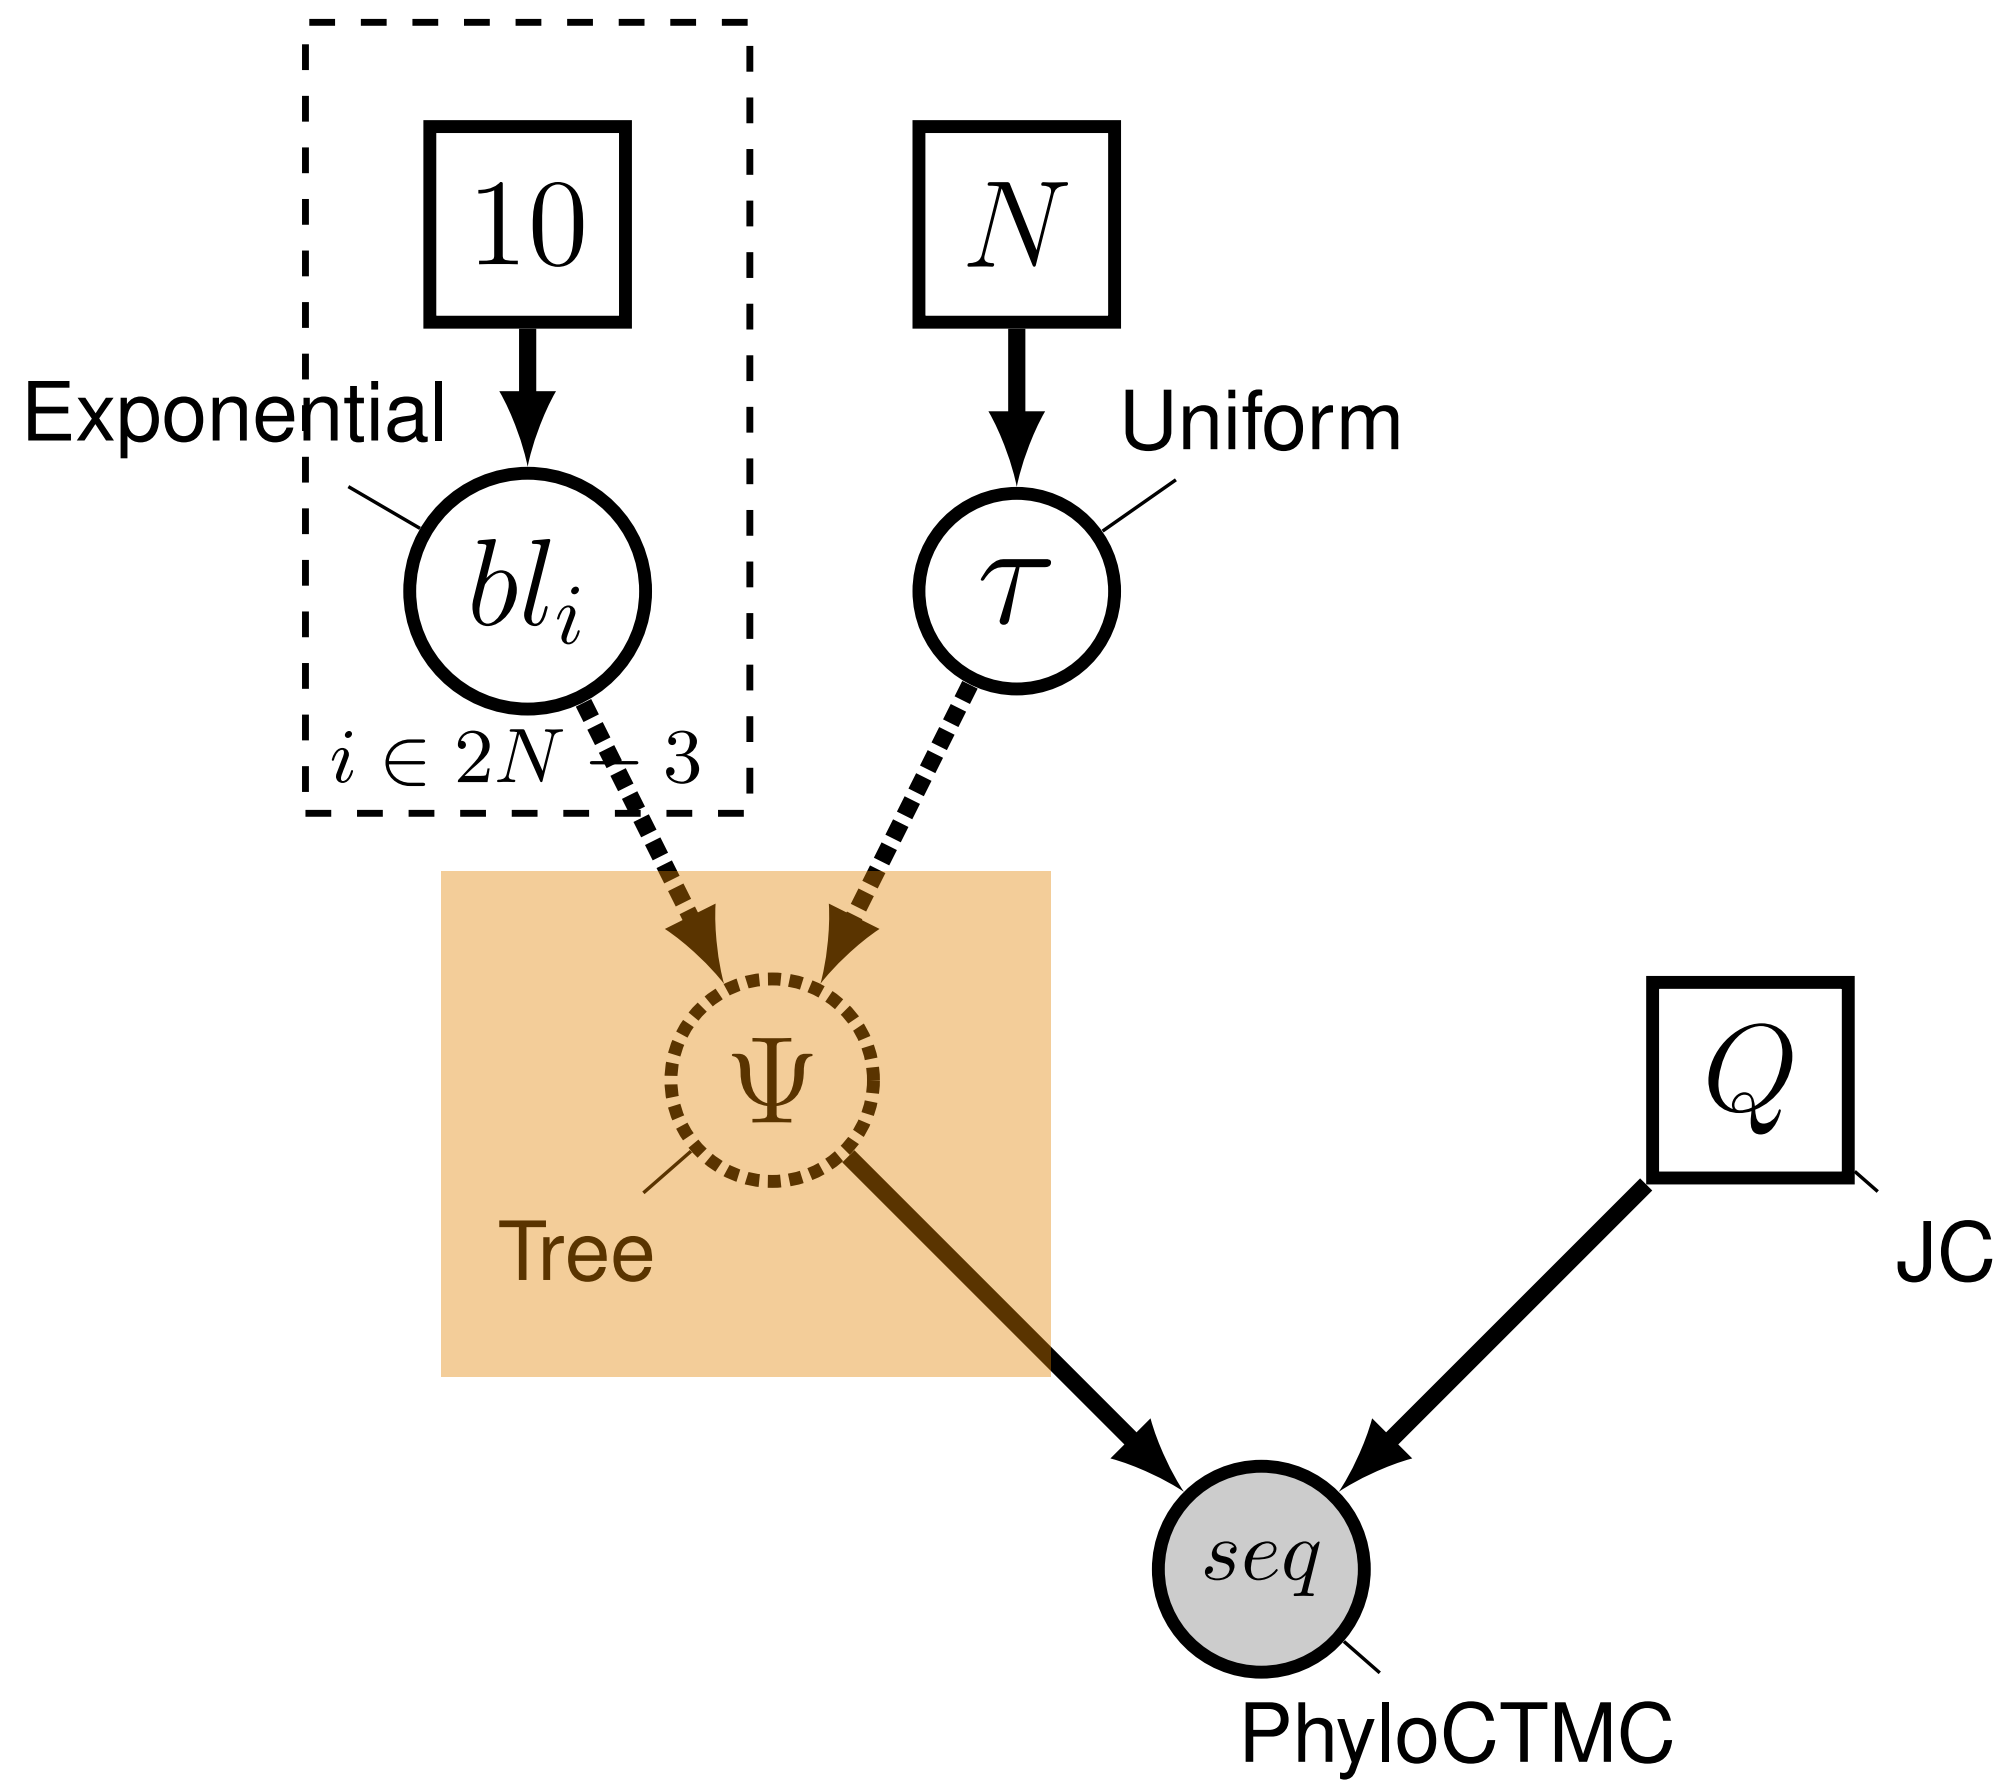 10
N
Exponential
Uniform
bl_i
τ
i ∈ 2N − 3
Ψ
Q
Tree
JC
seq
PhyloCTMC